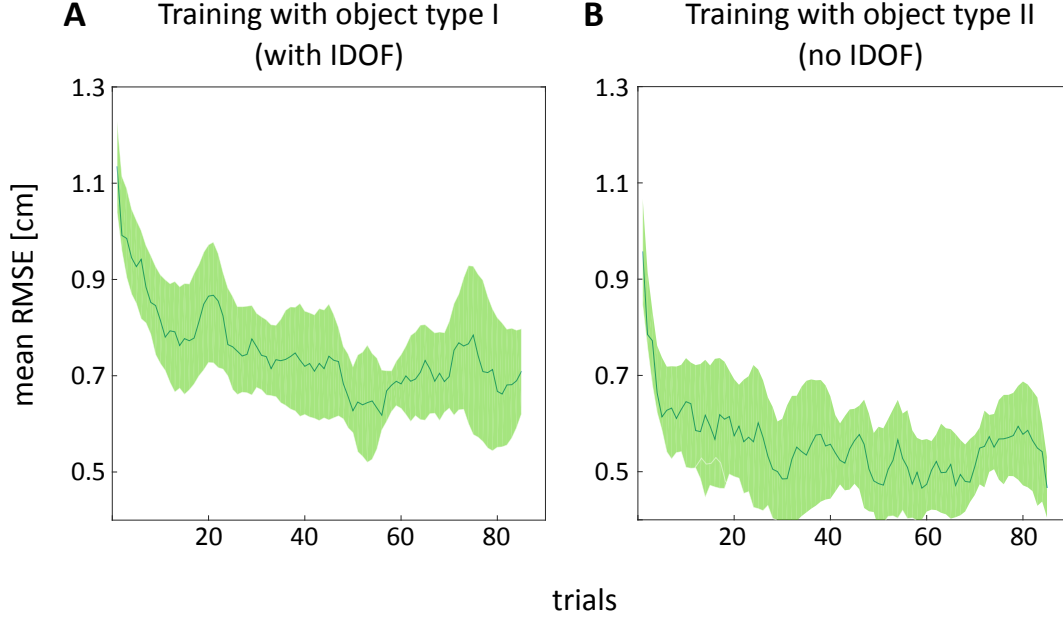 A Training with object type I
(with IDOF)
B Training with object type II
(no IDOF)
mean RMSE [cm]
1.3
1.1
0.9
0.7
0.5
20 40 60 80
1.3
1.1
0.9
0.7
0.5
20 40 60 80
trials